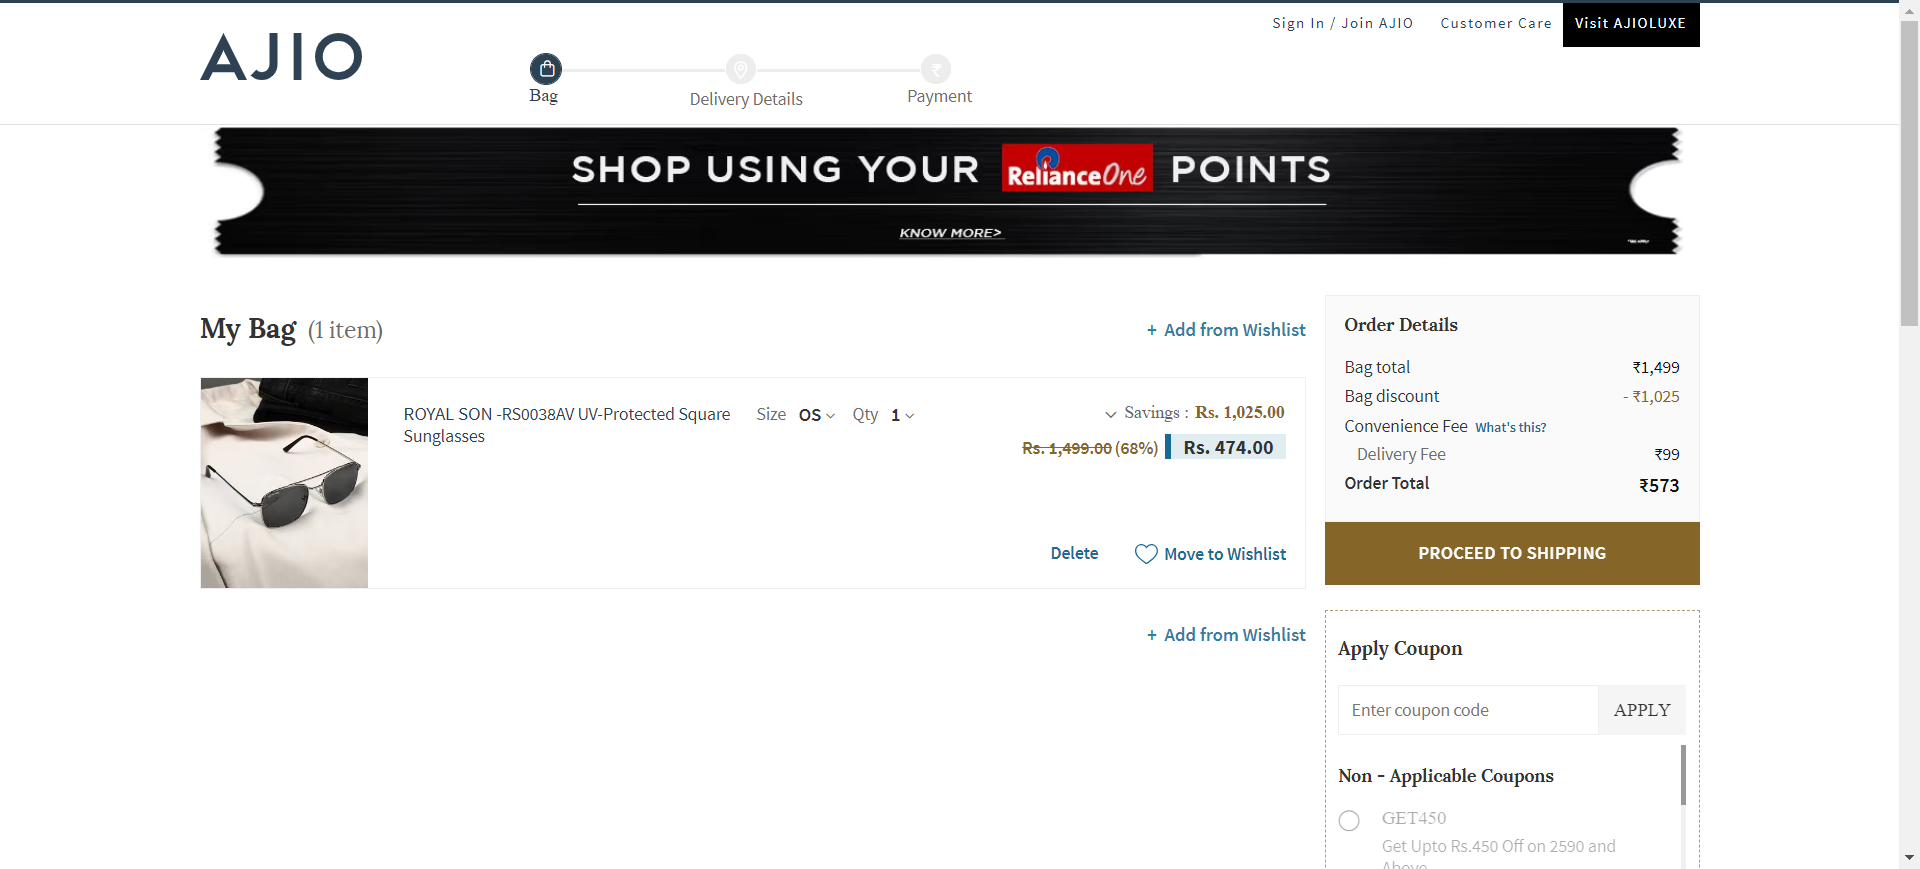 Sign In / Join AJIO
Customer Care
Visit AJIOLUXE
AJIO
Bag
Delivery Details
Payment
SHOP USING YOUR RelianceOne POINTS
KNOW MORE>
My Bag (1 item)
+ Add from Wishlist
ROYAL SON -RS0038AV UV-Protected Square
Sunglasses
Size OS
Qty 1
Savings : Rs. 1,025.00
Rs. 1,499.00 (68%) Rs. 474.00
Delete
Move to Wishlist
+ Add from Wishlist
Order Details
Bag total ₹1,499
Bag discount - ₹1,025
Convenience Fee What's this?
Delivery Fee ₹99
Order Total ₹573
PROCEED TO SHIPPING
Apply Coupon
Enter coupon code APPLY
Non - Applicable Coupons
GET450
Get Upto Rs.450 Off on 2590 and
Above